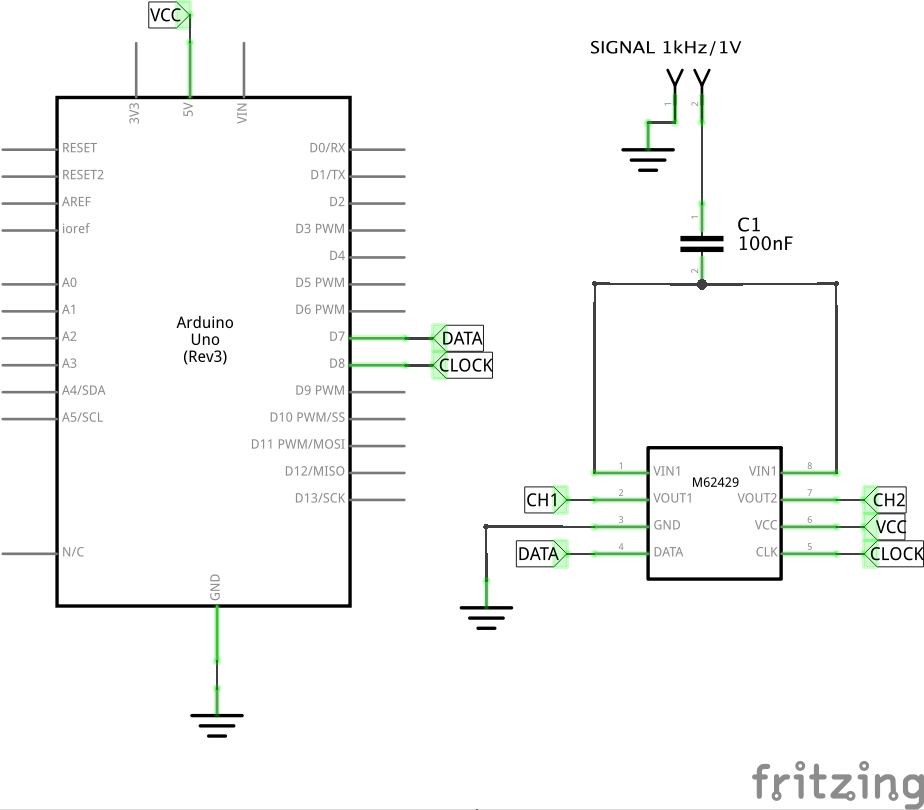 VCC
3V3
5V
VIN
RESET
RESET2
AREF
ioref
A0
A1
A2
A3
A4/SDA
A5/SCL
N/C
Arduino
Uno
(Rev3)
D0/RX
D1/TX
D2
D3 PWM
D4
D5 PWM
D6 PWM
D7
D8
D9 PWM
D10 PWM/SS
D11 PWM/MOSI
D12/MISO
D13/SCK
GND
DATA
CLOCK
SIGNAL 1kHz/1V
1
2
1
C1
100nF
2
M62429
1
VIN1
2
VOUT1
3
GND
4
DATA
VIN1
8
VOUT2
7
VCC
6
CLK
5
CH1
DATA
CH2
VCC
CLOCK
fritzing